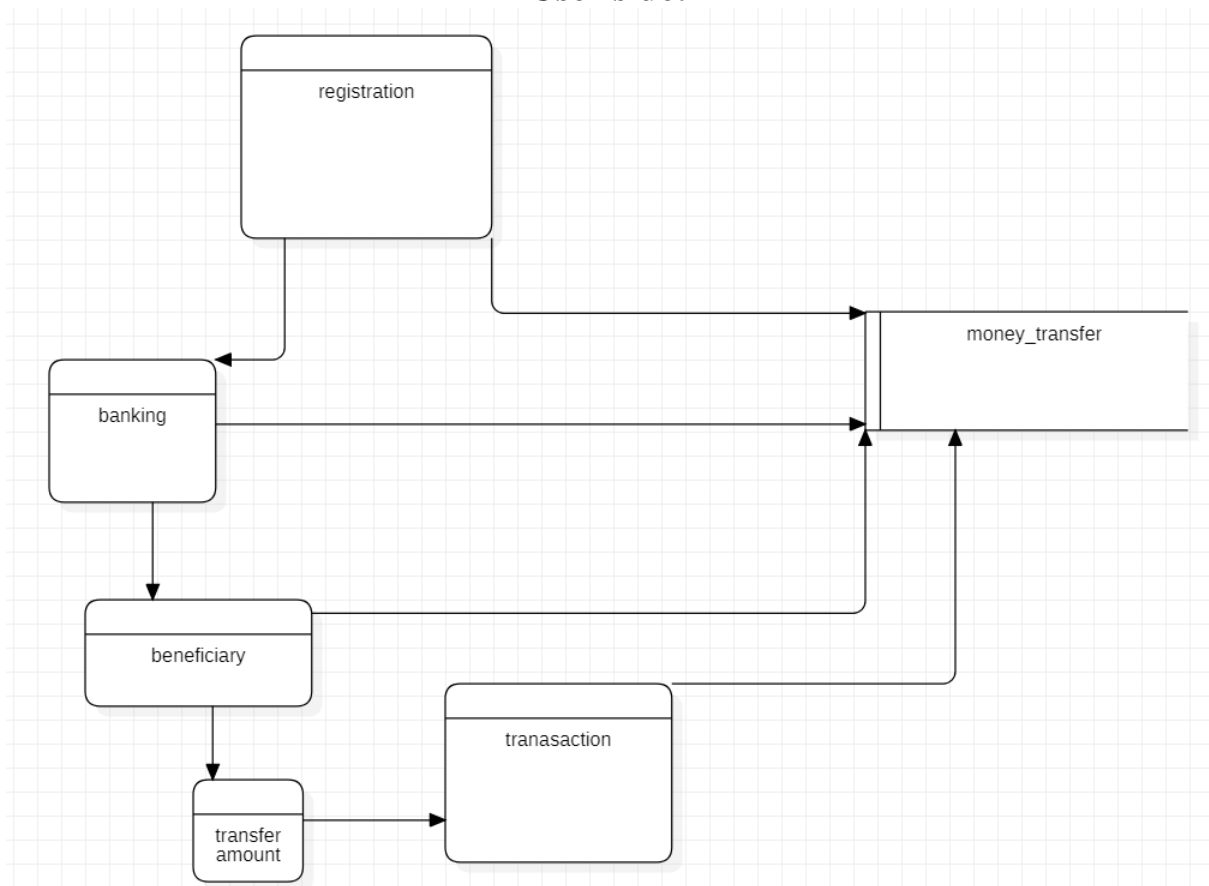 registration
money_transfer
banking
beneficiary
tranasaction
transfer
amount